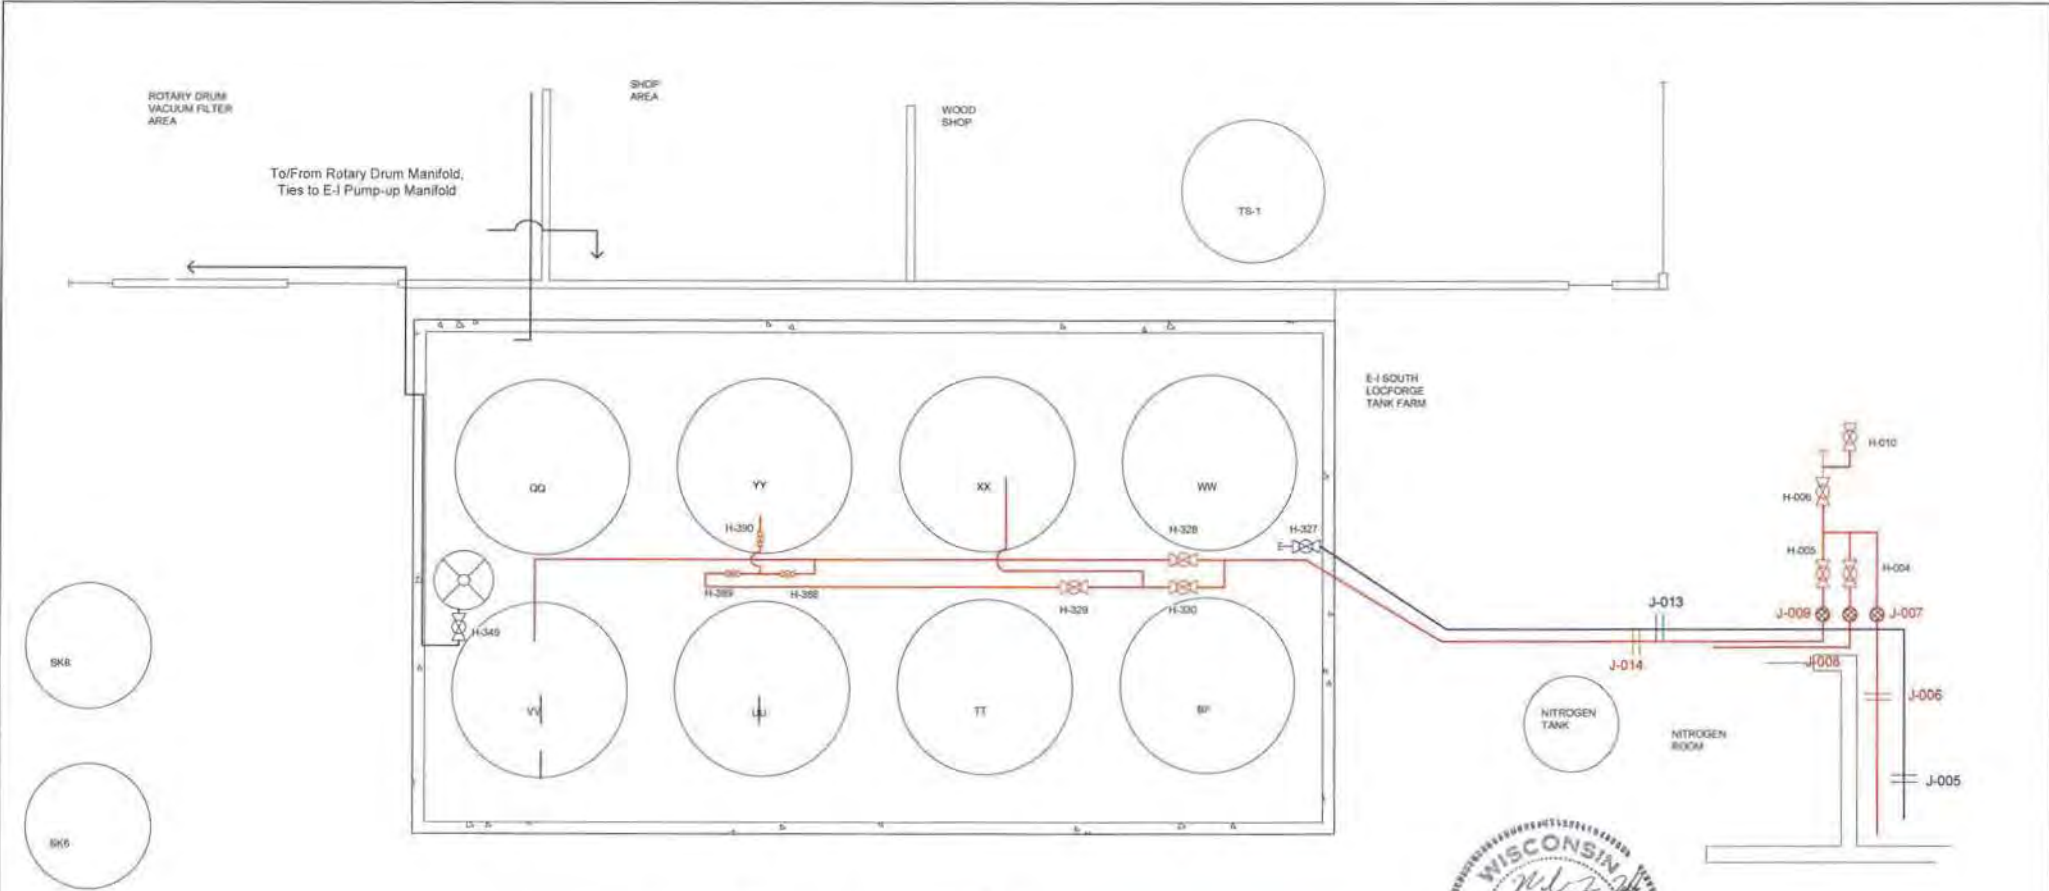 ROTARY DRUM
VACUUM FILTER
AREA
SHOP
AREA
WOOD
SHOP
To/From Rotary Drum Manifold,
Ties to E-I Pump-up Manifold
TS-1
E-I SOUTH
LOCFORGE
TANK FARM
QQ
YY
XX
WW
H-390
H-328
H-327
H-010
H-006
H-005
H-004
H-389
H-388
H-329
H-330
H-349
J-013
J-009
J-007
J-014
J-008
J-006
J-005
SK8
VV
UU
TT
BF
NITROGEN
TANK
NITROGEN
ROOM
SK6
WISCONSIN